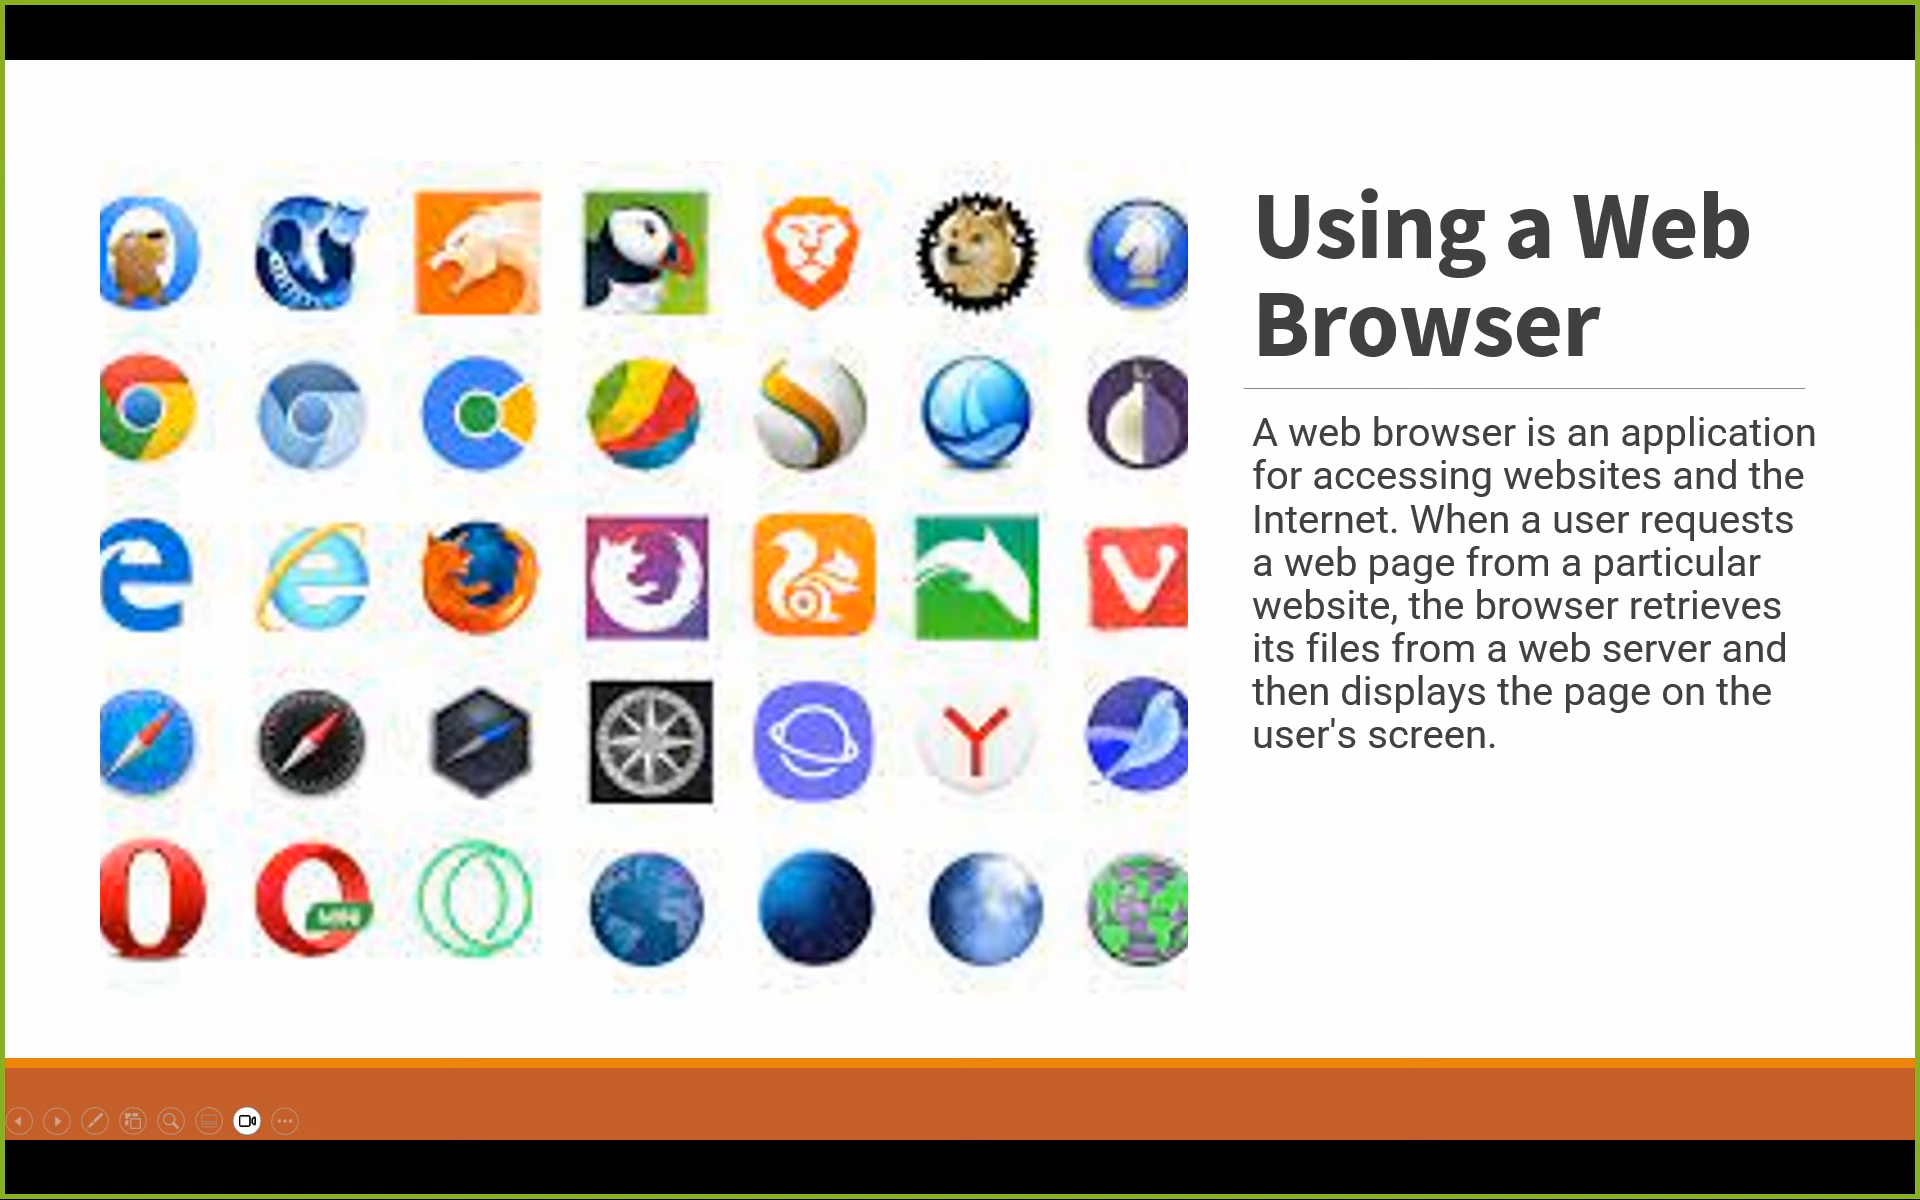 Using a Web
Browser
A web browser is an application
for accessing websites and the
Internet. When a user requests
a web page from a particular
website, the browser retrieves
its files from a web server and
then displays the page on the
user's screen.